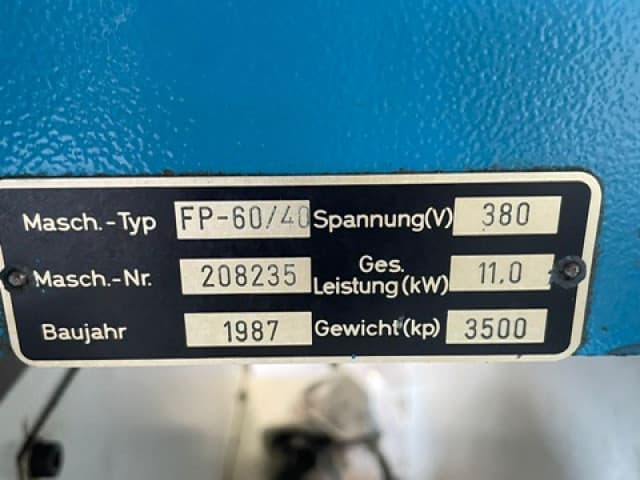 Masch.-Typ FP-60/40 Spannung(V) 380
Masch.-Nr. 208235 Ges. Leistung(kW) 11,0
Baujahr 1987 Gewicht(kp) 3500